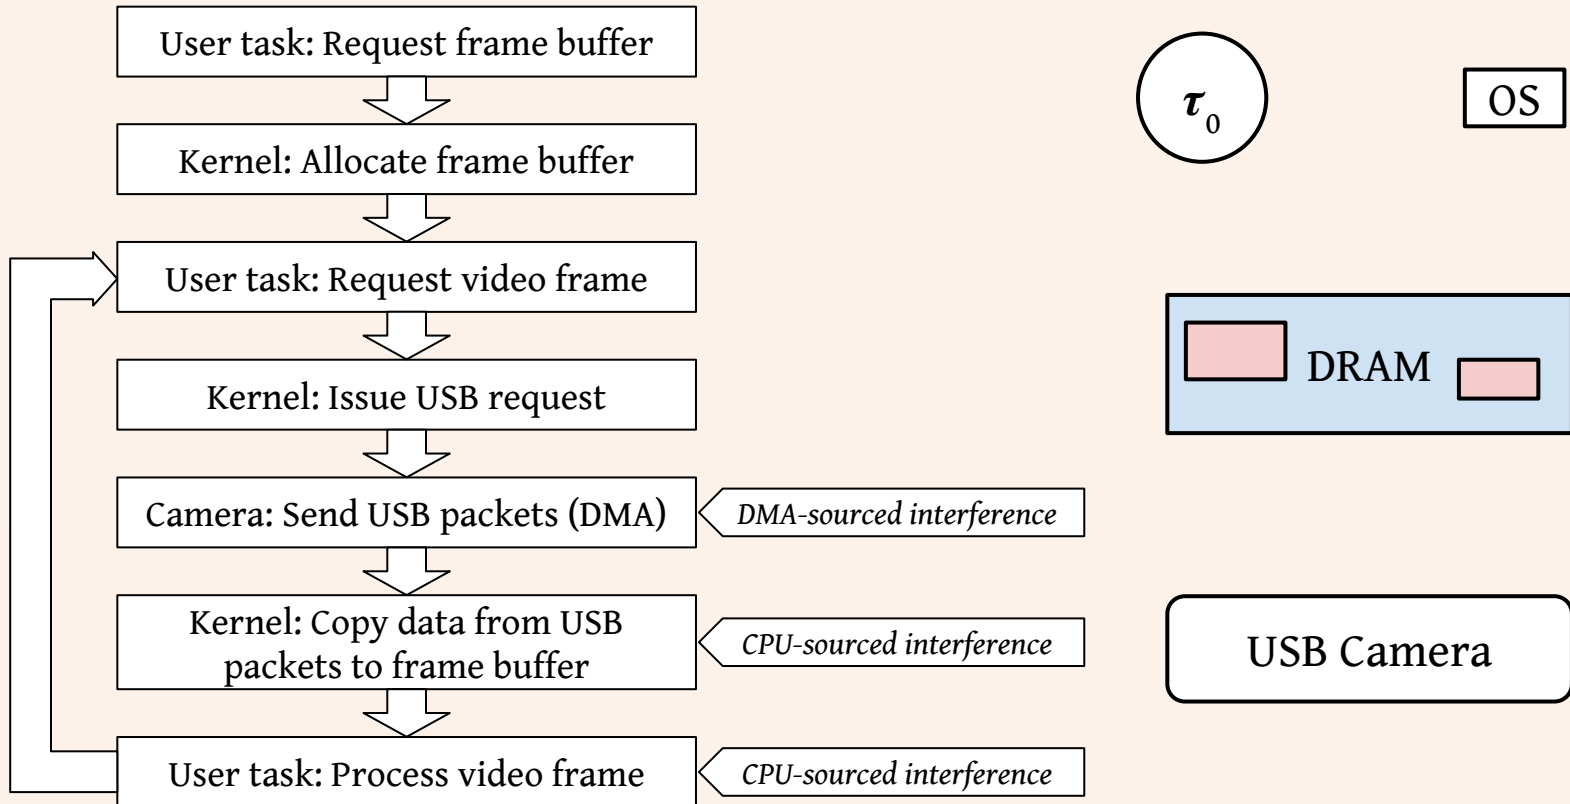 User task: Request frame buffer
Kernel: Allocate frame buffer
User task: Request video frame
Kernel: Issue USB request
Camera: Send USB packets (DMA)
DMA-sourced interference
Kernel: Copy data from USB
packets to frame buffer
CPU-sourced interference
User task: Process video frame
CPU-sourced interference
τ0
OS
DRAM
USB Camera